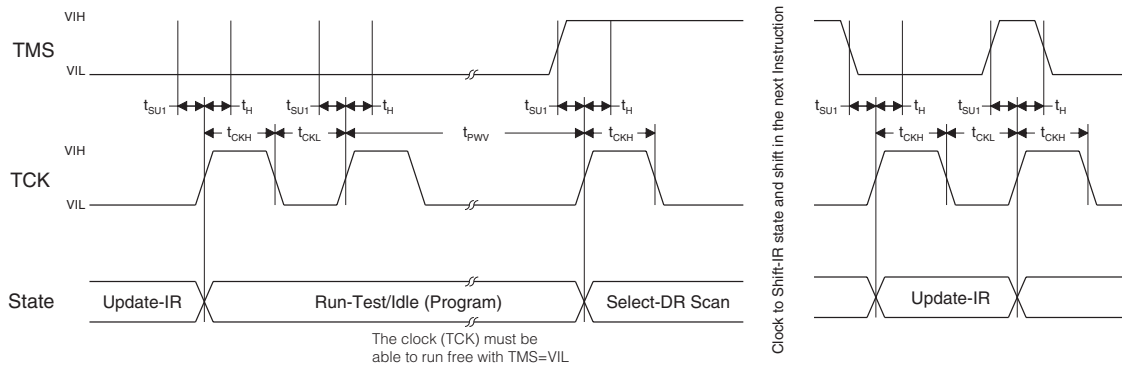 VIH
TMS
VIL
tSU1 tH tSU1 tH tSU1 tH tSU1 tH tSU1 tH
tCKH tCKL tPWV tCKH tCKH tCKL tCKH
VIH
TCK
VIL
State Update-IR Run-Test/Idle (Program) Select-DR Scan Update-IR
The clock (TCK) must be
able to run free with TMS=VIL
Clock to Shift-IR state and shift in the next Instruction